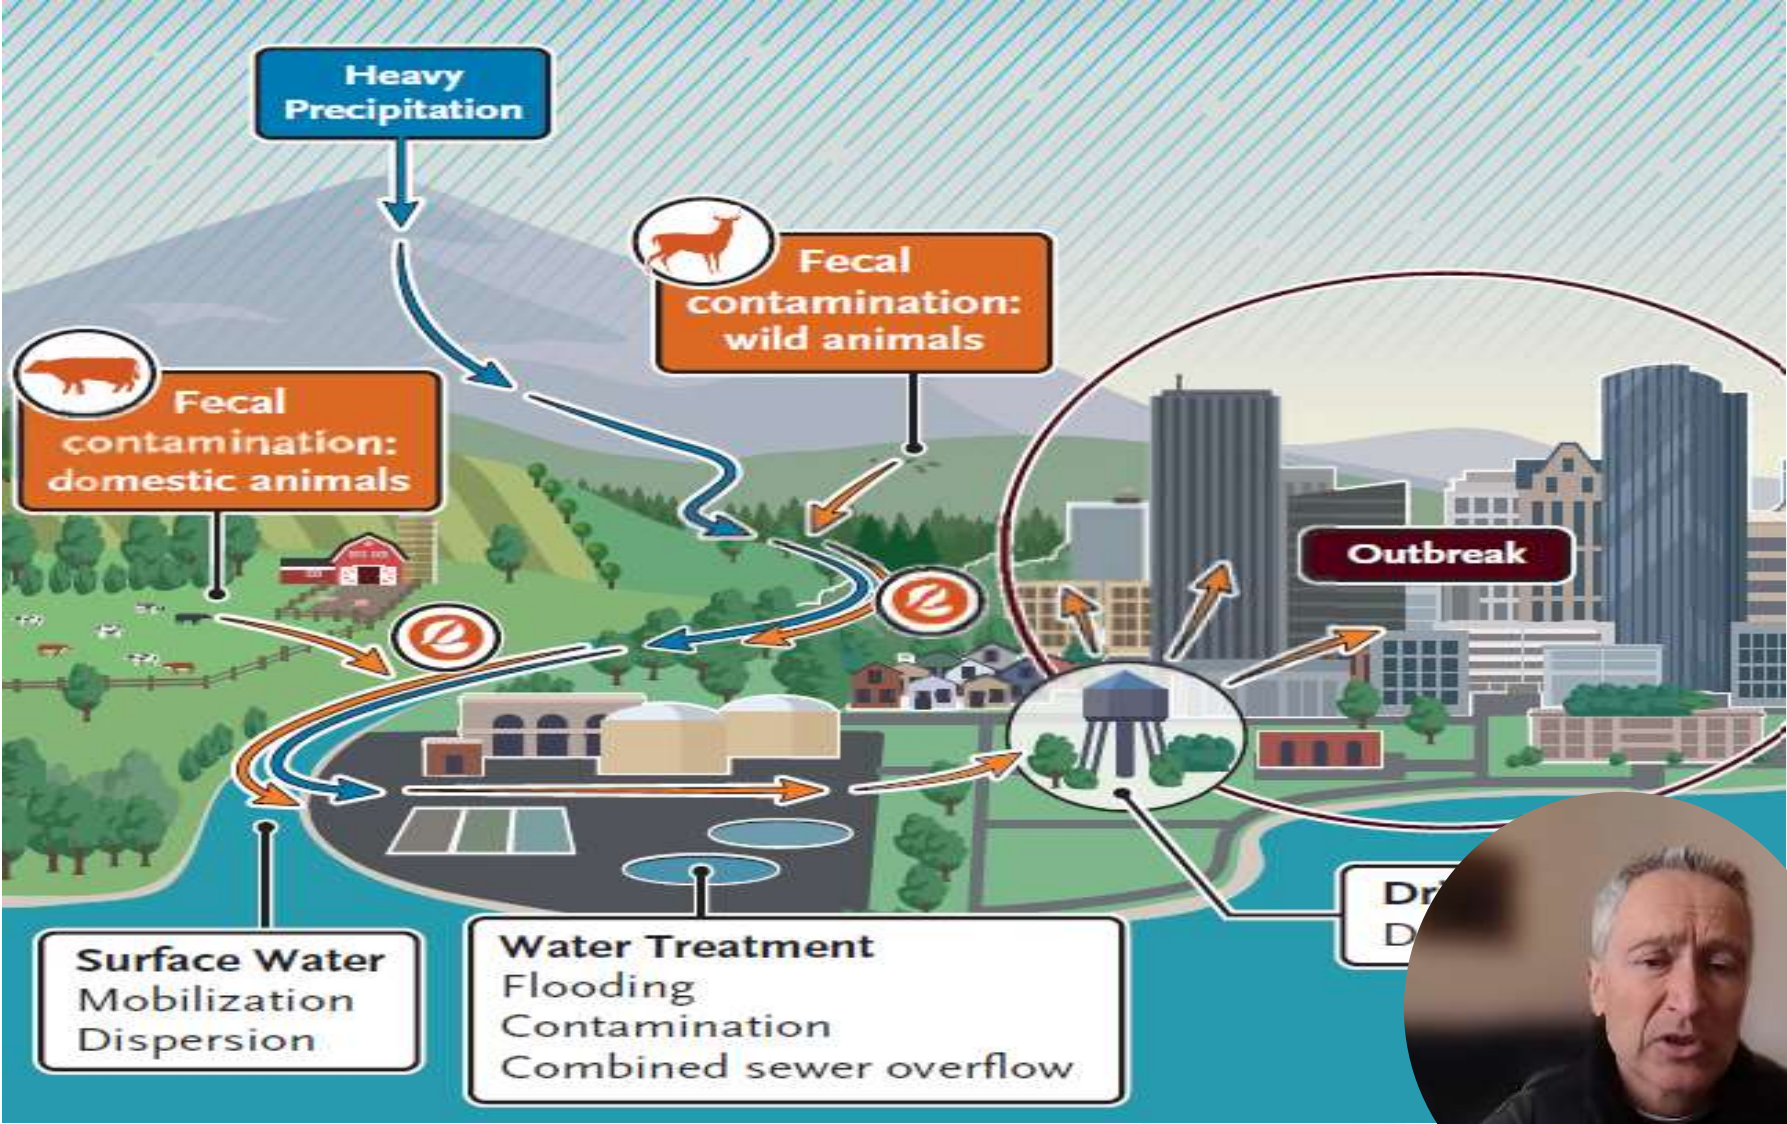 Heavy
Precipitation
Fecal
contamination:
wild animals
Fecal
contamination:
domestic animals
Outbreak
Surface Water
Mobilization
Dispersion
Water Treatment
Flooding
Contamination
Combined sewer overflow